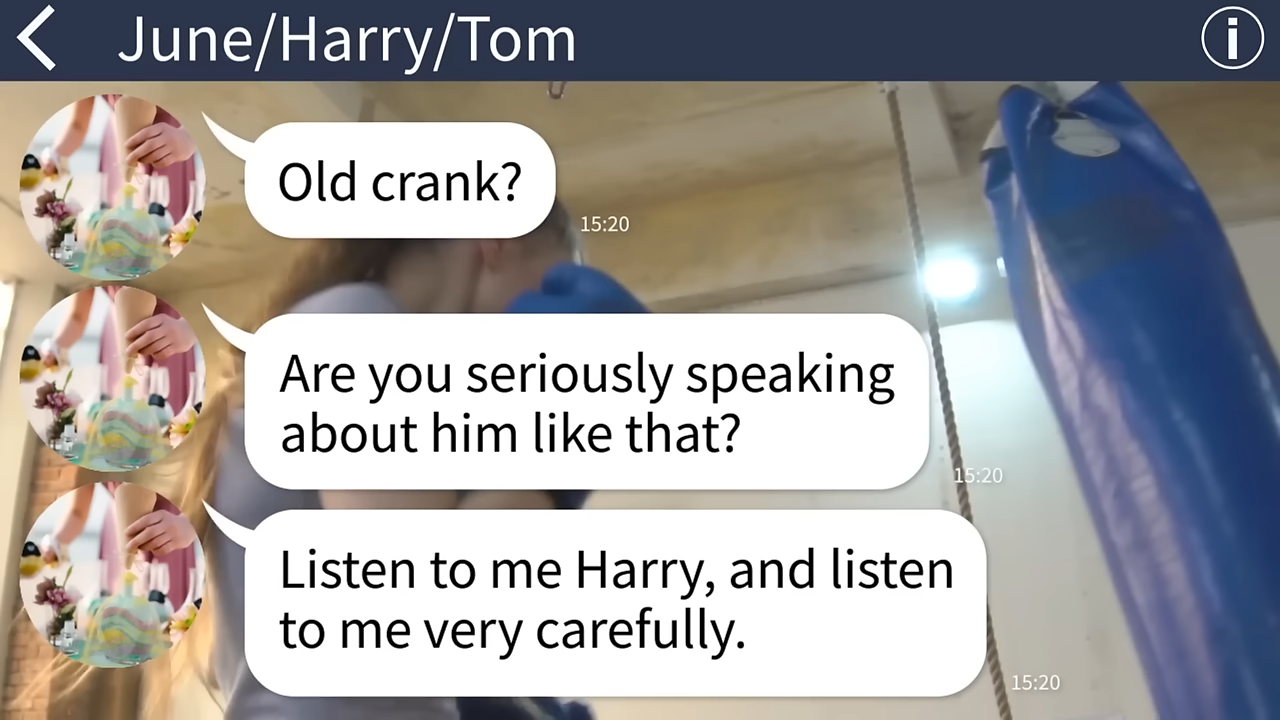 June/Harry/Tom
Old crank?
15:20
Are you seriously speaking
about him like that?
15:20
Listen to me Harry, and listen
to me very carefully.
15:20